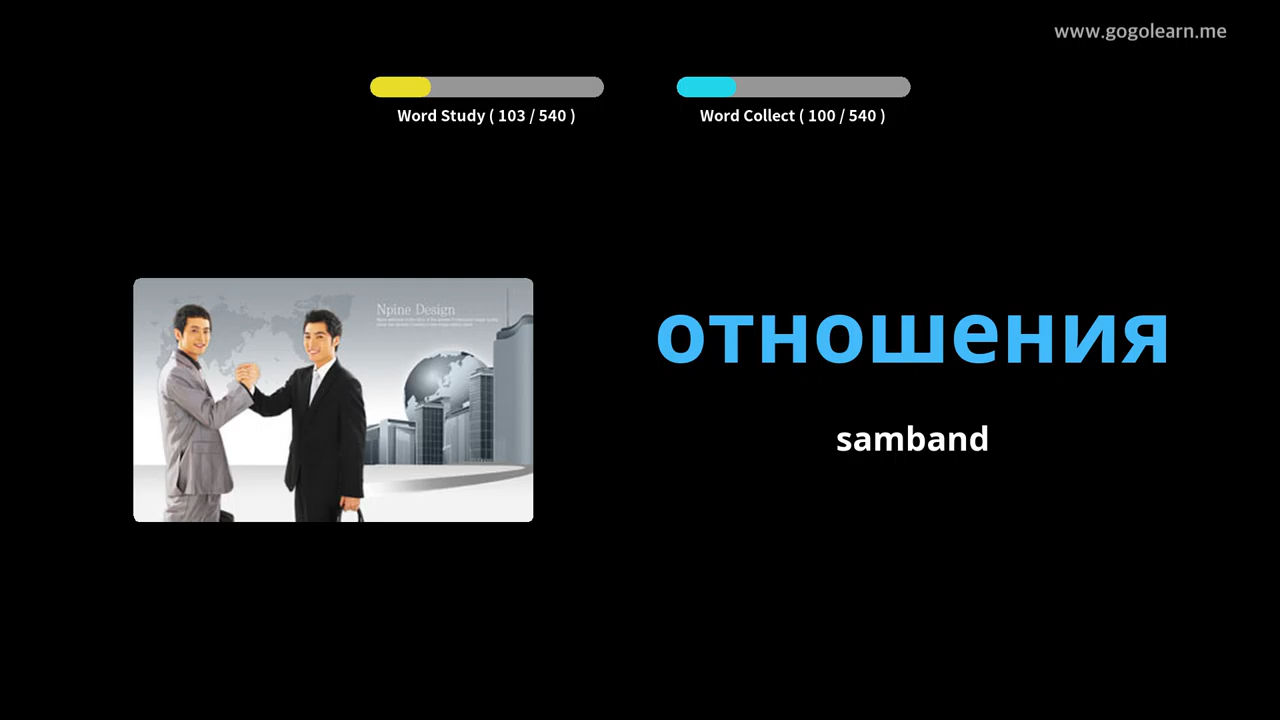 www.gogolearn.me
Word Study ( 103 / 540 )
Word Collect ( 100 / 540 )
Npine Design
отношения
samband